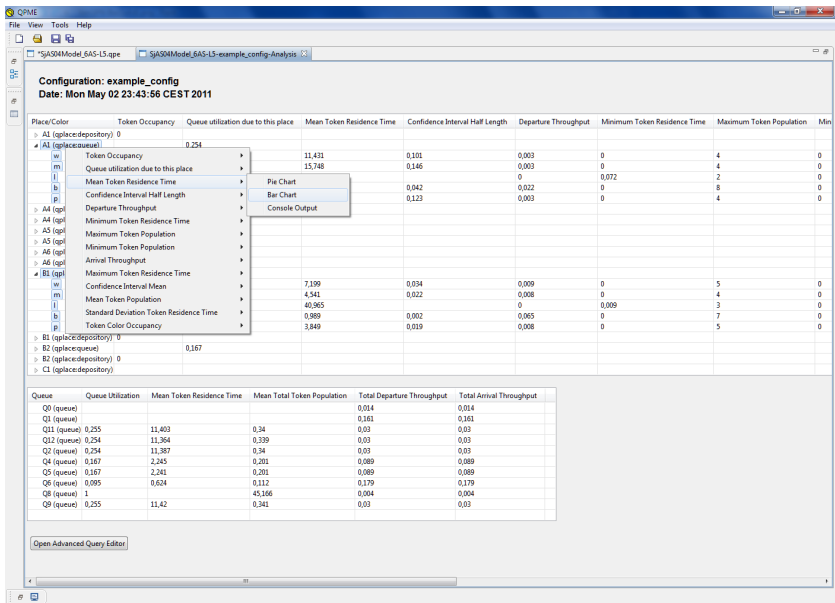 QPME
File View Tools Help
*SjAS04Model_6AS-L5.qpe SjAS04Model_6AS-L5-example_config-Analysis
Configuration: example_config
Date: Mon May 02 23:43:56 CEST 2011
Place/Color Token Occupancy Queue utilization due to this place Mean Token Residence Time Confidence Interval Half Length Departure Throughput Minimum Token Residence Time Maximum Token Population Min
A1 (qplace:depository) 0
A1 (qplace:queue) 0,254
w Token Occupancy 11,431 0,101 0,003 0 4 0
m Queue utilization due to this place 15,748 0,146 0,003 0 4 0
l Mean Token Residence Time Pie Chart 0 0,072 2 0
b Confidence Interval Half Length Bar Chart 0,042 0,022 0 8 0
p Departure Throughput Console Output 0,123 0,003 0 4 0
A4 (qpl Minimum Token Residence Time
A4 (qpl
A5 (qpl Maximum Token Population
A5 (qpl Minimum Token Population
A6 (qpl Arrival Throughput
A6 (qpl
B1 (qpl Maximum Token Residence Time
w Confidence Interval Mean 7,199 0,034 0,009 0 5 0
m Mean Token Population 4,541 0,022 0,008 0 4 0
l Standard Deviation Token Residence Time 40,965 0 0,009 3 0
b 0,989 0,002 0,065 0 7 0
p Token Color Occupancy 3,849 0,019 0,008 0 5 0
B1 (qplace:depository) 0
B2 (qplace:queue) 0,167
B2 (qplace:depository) 0
C1 (qplace:depository)
Queue Queue Utilization Mean Token Residence Time Mean Total Token Population Total Departure Throughput Total Arrival Throughput
Q0 (queue) 0,014 0,014
Q1 (queue) 0,161 0,161
Q11 (queue) 0,255 11,403 0,34 0,03 0,03
Q12 (queue) 0,254 11,364 0,339 0,03 0,03
Q2 (queue) 0,254 11,387 0,34 0,03 0,03
Q4 (queue) 0,167 2,245 0,201 0,089 0,089
Q5 (queue) 0,167 2,241 0,201 0,089 0,089
Q6 (queue) 0,095 0,624 0,112 0,179 0,179
Q8 (queue) 1 45,166 0,004 0,004
Q9 (queue) 0,255 11,42 0,341 0,03 0,03
Open Advanced Query Editor